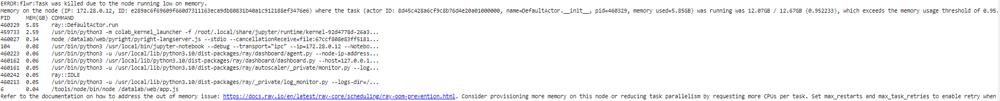 ERROR:flwr:Task was killed due to the node running low on memory.
Memory on the node (IP: 172.28.0.12, ID: e289ac6f69609f660d7311163eca9db80831b40a1c912188ef3476e6) where the task (actor ID: 8d45c428a6cf9c8b76d4e20a01000000, name=DefaultActor.__init__, pid=460329, memory used=5.85GB) was running was 12.07GB / 12.67GB (0.952233), which exceeds the memory usage threshold of 0.95.
PID MEM(GB) COMMAND
460329 5.85 ray::DefaultActor.run
459733 2.59 /usr/bin/python3 -m colab_kernel_launcher -f /root/.local/share/jupyter/runtime/kernel-92d4778d-26a3...
460027 0.34 node /datalab/web/pyright/pyright-langserver.js --stdio --cancellationReceive=file:67ccf808e83ff5181...
104 0.08 /usr/bin/python3 /usr/local/bin/jupyter-notebook --debug --transport="ipc" --ip=172.28.0.12 --Notebo...
460223 0.06 /usr/bin/python3 -u /usr/local/lib/python3.10/dist-packages/ray/dashboard/agent.py --node-ip-address...
460162 0.06 /usr/bin/python3 /usr/local/lib/python3.10/dist-packages/ray/dashboard/dashboard.py --host=127.0.0.1...
460161 0.05 /usr/bin/python3 -u /usr/local/lib/python3.10/dist-packages/ray/autoscaler/_private/monitor.py --log...
460242 0.05 ray::IDLE
460213 0.05 /usr/bin/python3 -u /usr/local/lib/python3.10/dist-packages/ray/_private/log_monitor.py --logs-dir=/...
6 0.04 /tools/node/bin/node /datalab/web/app.js
Refer to the documentation on how to address the out of memory issue: https://docs.ray.io/en/latest/ray-core/scheduling/ray-oom-prevention.html. Consider provisioning more memory on this node or reducing task parallelism by requesting more CPUs per task. Set max_restarts and max_task_retries to enable retry when